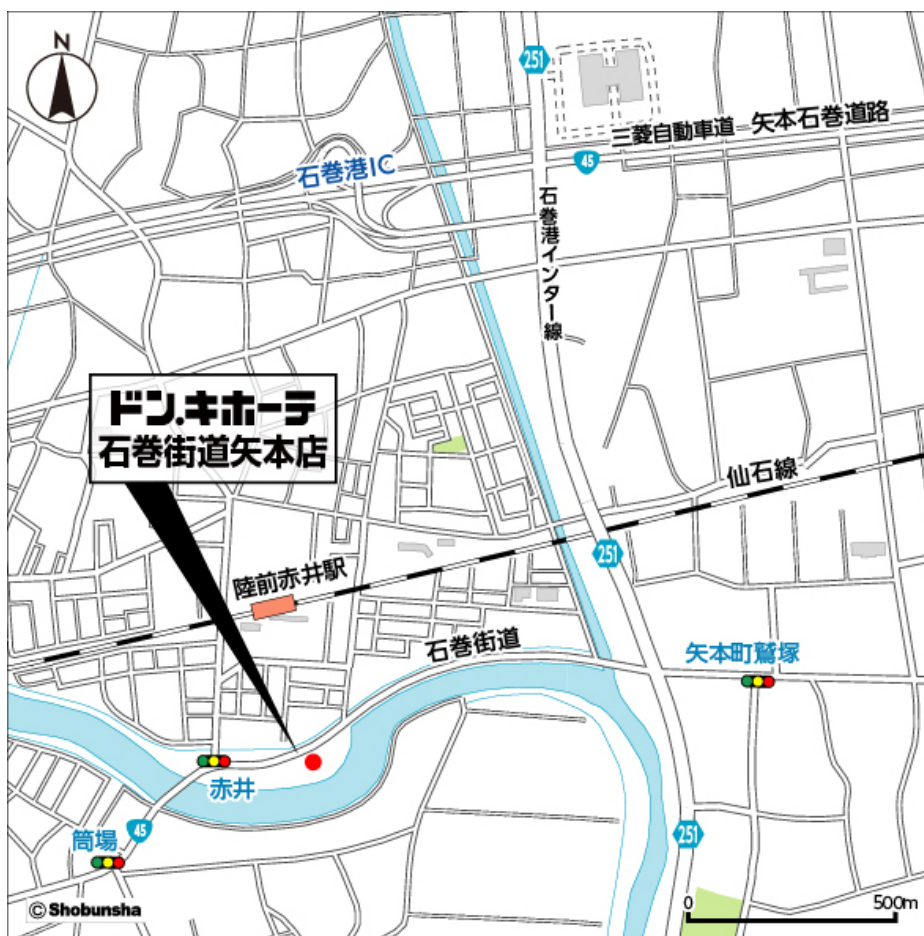 N
251
三菱自動車道 矢本石巻道路
石巻港IC
45
石巻港インター線
ドン.キホーテ
石巻街道矢本店
仙石線
251
陸前赤井駅
石巻街道
矢本町鷲塚
赤井
45
筒場
251
© Shobunsha
0 500m